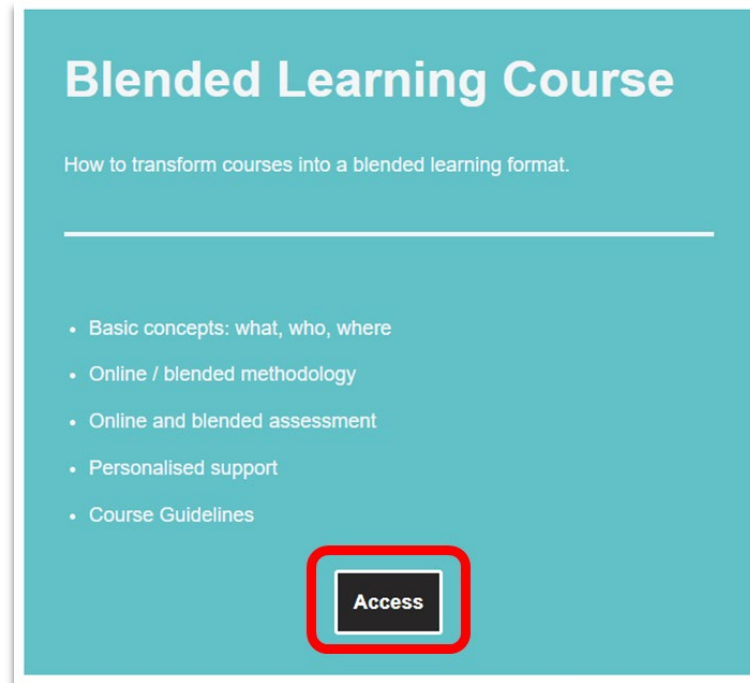 Blended Learning Course
How to transform courses into a blended learning format.
• Basic concepts: what, who, where
• Online / blended methodology
• Online and blended assessment
• Personalised support
• Course Guidelines
Access